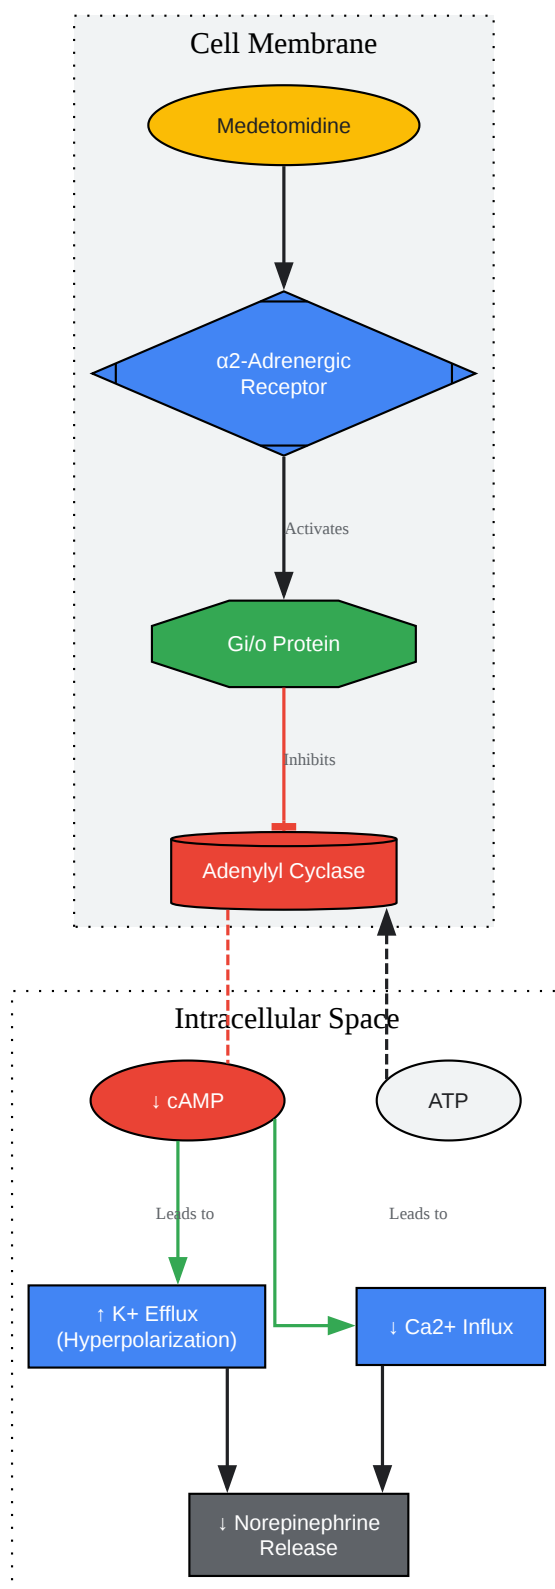 Cell Membrane
Medetomidine
α2-Adrenergic
Receptor
Activates
Gi/o Protein
Inhibits
Adenylyl Cyclase
Intracellular Space
↓ cAMP
ATP
Leads to
Leads to
↑ K+ Efflux
(Hyperpolarization)
↓ Ca2+ Influx
↓ Norepinephrine
Release